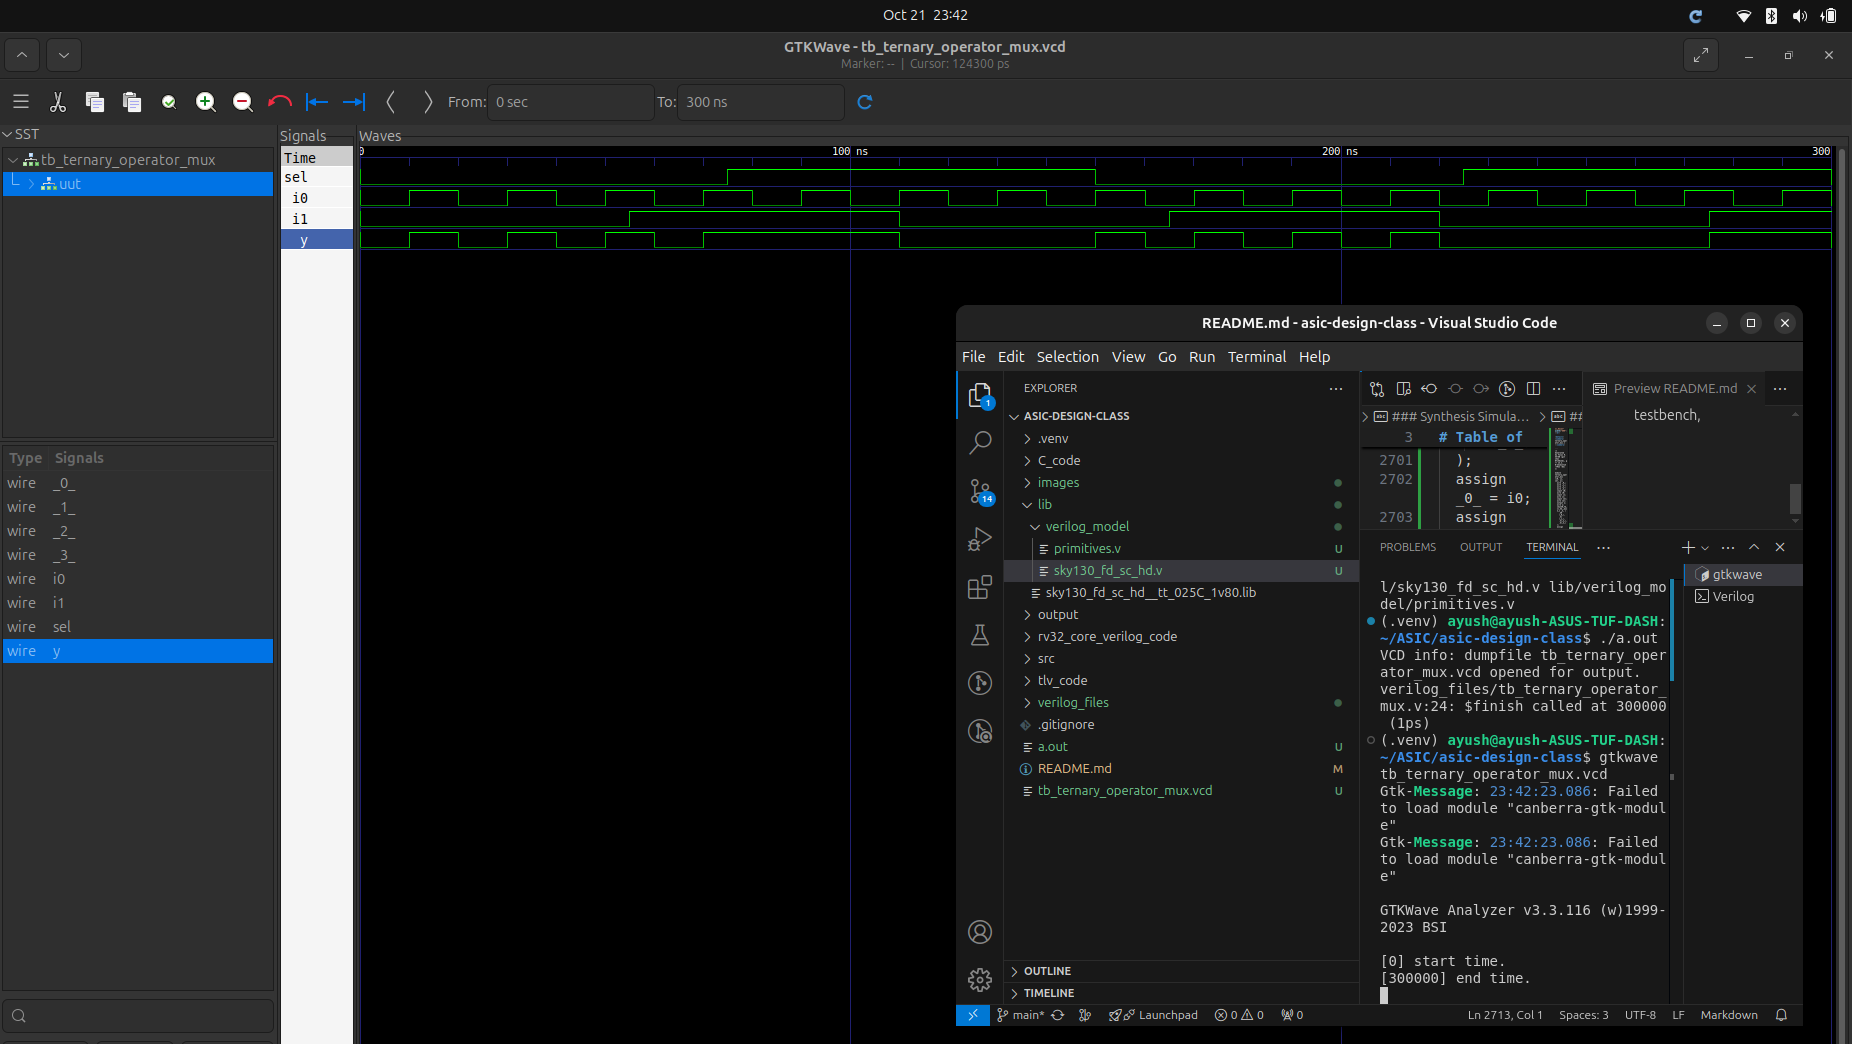 Oct 21 23:42
GTKWave - tb_ternary_operator_mux.vcd
Marker: -- | Cursor: 124300 ps
From: 0 sec To: 300 ns
SST
tb_ternary_operator_mux
uut
Type Signals
wire _0_
wire _1_
wire _2_
wire _3_
wire i0
wire i1
wire sel
wire y
Signals
Time
sel
i0
i1
y
Waves
0 100 ns 200 ns 300
README.md - asic-design-class - Visual Studio Code
File Edit Selection View Go Run Terminal Help
1
14
EXPLORER
ASIC-DESIGN-CLASS
.venv
C_code
images
lib
verilog_model
primitives.v U
sky130_fd_sc_hd.v U
sky130_fd_sc_hd__tt_025C_1v80.lib
output
rv32_core_verilog_code
src
tlv_code
verilog_files
.gitignore
a.out U
README.md M
tb_ternary_operator_mux.vcd U
OUTLINE
TIMELINE
Preview README.md
### Synthesis Simula... ##
testbench,
3 # Table of
2701 );
2702 assign
_0_ = i0;
2703 assign
PROBLEMS OUTPUT TERMINAL
gtkwave
Verilog
l/sky130_fd_sc_hd.v lib/verilog_mo
del/primitives.v
(.venv) ayush@ayush-ASUS-TUF-DASH:
~/ASIC/asic-design-class$ ./a.out
VCD info: dumpfile tb_ternary_oper
ator_mux.vcd opened for output.
verilog_files/tb_ternary_operator_
mux.v:24: $finish called at 300000
(1ps)
(.venv) ayush@ayush-ASUS-TUF-DASH:
~/ASIC/asic-design-class$ gtkwave
tb_ternary_operator_mux.vcd
Gtk-Message: 23:42:23.086: Failed
to load module "canberra-gtk-modul
e"
Gtk-Message: 23:42:23.086: Failed
to load module "canberra-gtk-modul
e"
GTKWave Analyzer v3.3.116 (w)1999-
2023 BSI
[0] start time.
[300000] end time.
main* Launchpad 0 0 0 Ln 2713, Col 1 Spaces: 3 UTF-8 LF Markdown